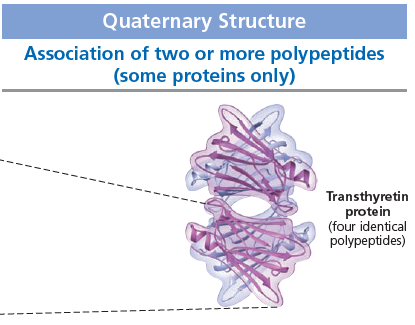 Quaternary Structure
Association of two or more polypeptides
(some proteins only)
Transthyretin
protein
(four identical
polypeptides)